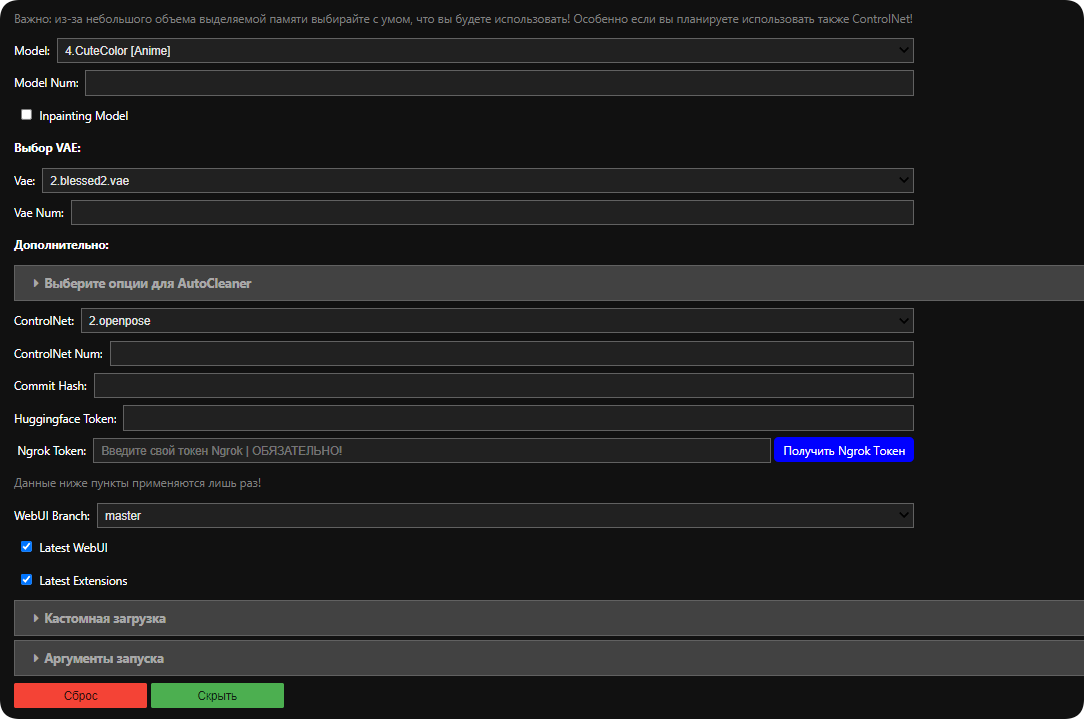 Важно: из-за небольшого объема выделяемой памяти выбирайте с умом, что вы будете использовать! Особенно если вы планируете использовать также ControlNet!
Model: 4.CuteColor [Anime]
Model Num:
Inpainting Model
Выбор VAE:
Vae: 2.blessed2.vae
Vae Num:
Дополнительно:
Выберите опции для AutoCleaner
ControlNet: 2.openpose
ControlNet Num:
Commit Hash:
Huggingface Token:
Ngrok Token: Введите свой токен Ngrok | ОБЯЗАТЕЛЬНО! Получить Ngrok Токен
Данные ниже пункты применяются лишь раз!
WebUI Branch: master
Latest WebUI
Latest Extensions
Кастомная загрузка
Аргументы запуска
Сброс Скрыть